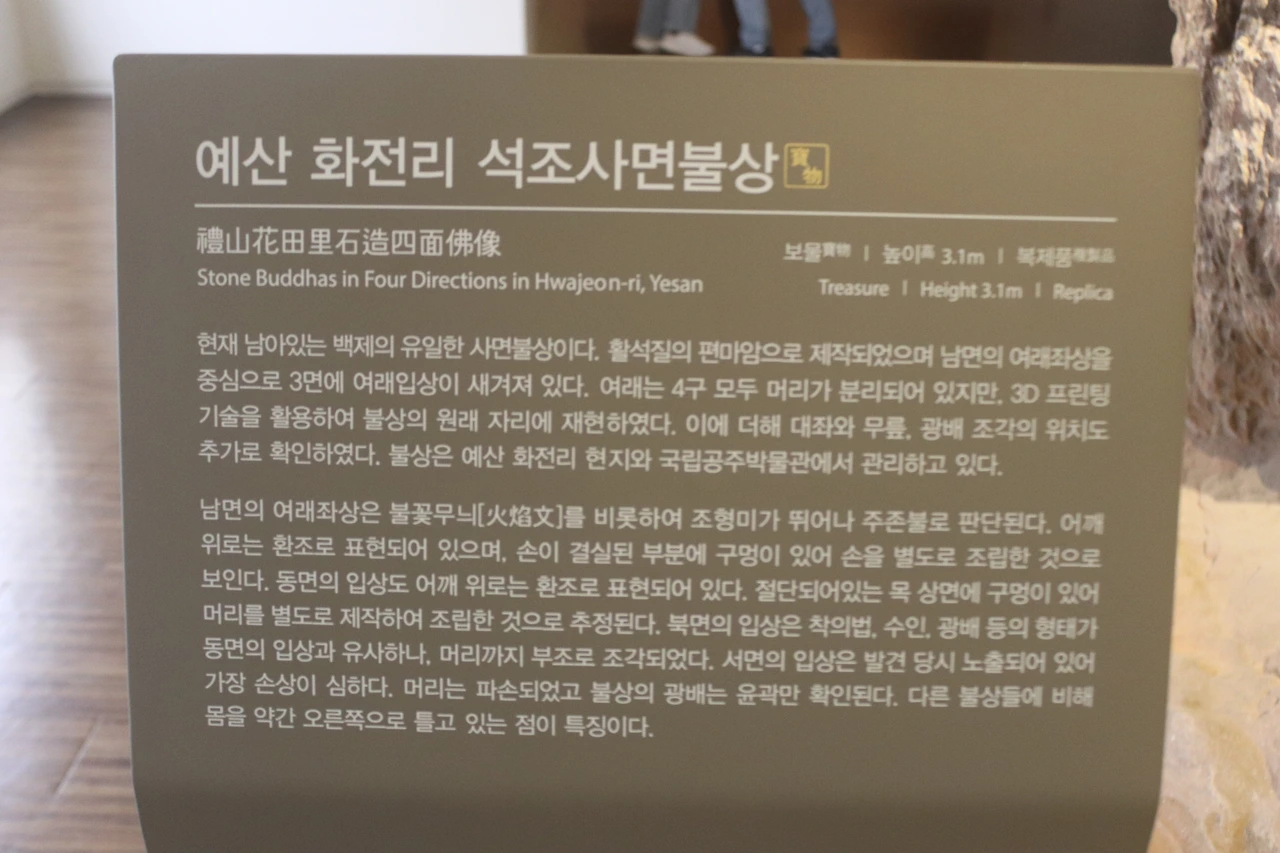 예산 화전리 석조사면불상 寶物
禮山花田里石造四面佛像
Stone Buddhas in Four Directions in Hwajeon-ri, Yesan
보물寶物 | 높이高 3.1m | 복제품複製品
Treasure | Height 3.1m | Replica
현재 남아있는 백제의 유일한 사면불상이다. 활석질의 편마암으로 제작되었으며 남면의 여래좌상을
중심으로 3면에 여래입상이 새겨져 있다. 여래는 4구 모두 머리가 분리되어 있지만, 3D 프린팅
기술을 활용하여 불상의 원래 자리에 재현하였다. 이에 더해 대좌와 무릎, 광배 조각의 위치도
추가로 확인하였다. 불상은 예산 화전리 현지와 국립공주박물관에서 관리하고 있다.
남면의 여래좌상은 불꽃무늬[火焰文]를 비롯하여 조형미가 뛰어나 주존불로 판단된다. 어깨
위로는 환조로 표현되어 있으며, 손이 결실된 부분에 구멍이 있어 손을 별도로 조립한 것으로
보인다. 동면의 입상도 어깨 위로는 환조로 표현되어 있다. 절단되어있는 목 상면에 구멍이 있어
머리를 별도로 제작하여 조립한 것으로 추정된다. 북면의 입상은 착의법, 수인, 광배 등의 형태가
동면의 입상과 유사하나, 머리까지 부조로 조각되었다. 서면의 입상은 발견 당시 노출되어 있어
가장 손상이 심하다. 머리는 파손되었고 불상의 광배는 윤곽만 확인된다. 다른 불상들에 비해
몸을 약간 오른쪽으로 틀고 있는 점이 특징이다.